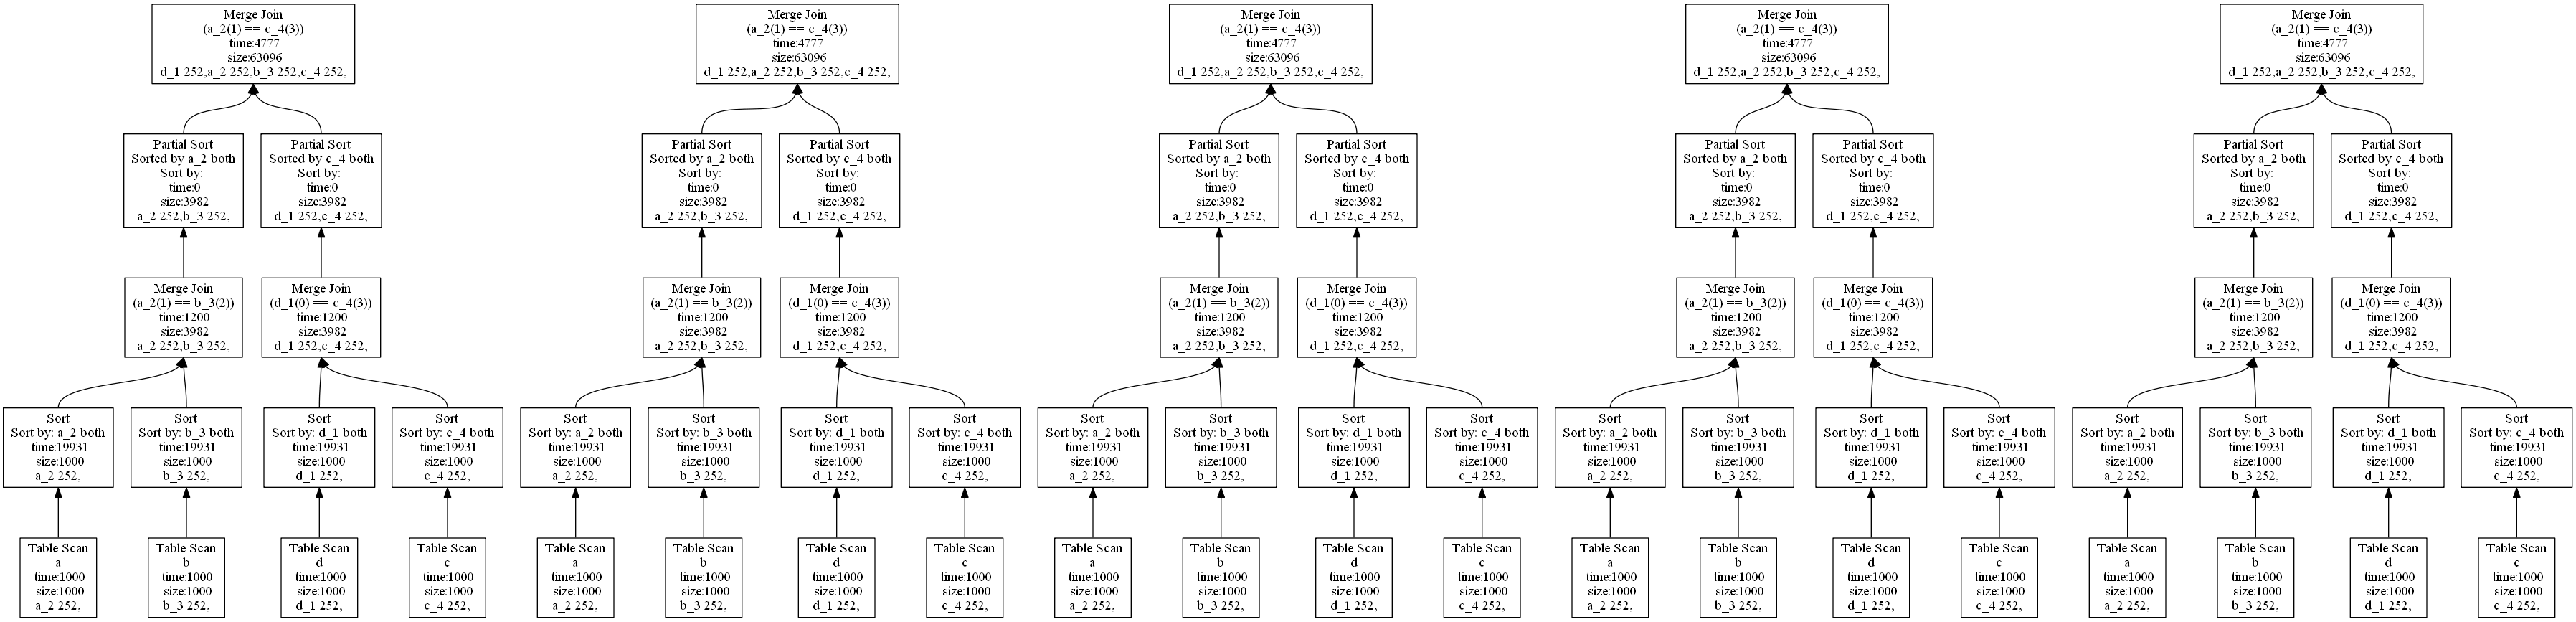 Merge Join
(a_2(1) == c_4(3))
time:4777
size:63096
d_1 252,a_2 252,b_3 252,c_4 252,
Merge Join
(a_2(1) == c_4(3))
time:4777
size:63096
d_1 252,a_2 252,b_3 252,c_4 252,
Merge Join
(a_2(1) == c_4(3))
time:4777
size:63096
d_1 252,a_2 252,b_3 252,c_4 252,
Merge Join
(a_2(1) == c_4(3))
time:4777
size:63096
d_1 252,a_2 252,b_3 252,c_4 252,
Merge Join
(a_2(1) == c_4(3))
time:4777
size:63096
d_1 252,a_2 252,b_3 252,c_4 252,
Partial Sort
Sorted by a_2 both
Sort by:
time:0
size:3982
a_2 252,b_3 252,
Partial Sort
Sorted by c_4 both
Sort by:
time:0
size:3982
d_1 252,c_4 252,
Partial Sort
Sorted by a_2 both
Sort by:
time:0
size:3982
a_2 252,b_3 252,
Partial Sort
Sorted by c_4 both
Sort by:
time:0
size:3982
d_1 252,c_4 252,
Partial Sort
Sorted by a_2 both
Sort by:
time:0
size:3982
a_2 252,b_3 252,
Partial Sort
Sorted by c_4 both
Sort by:
time:0
size:3982
d_1 252,c_4 252,
Partial Sort
Sorted by a_2 both
Sort by:
time:0
size:3982
a_2 252,b_3 252,
Partial Sort
Sorted by c_4 both
Sort by:
time:0
size:3982
d_1 252,c_4 252,
Partial Sort
Sorted by a_2 both
Sort by:
time:0
size:3982
a_2 252,b_3 252,
Partial Sort
Sorted by c_4 both
Sort by:
time:0
size:3982
d_1 252,c_4 252,
Merge Join
(a_2(1) == b_3(2))
time:1200
size:3982
a_2 252,b_3 252,
Merge Join
(d_1(0) == c_4(3))
time:1200
size:3982
d_1 252,c_4 252,
Merge Join
(a_2(1) == b_3(2))
time:1200
size:3982
a_2 252,b_3 252,
Merge Join
(d_1(0) == c_4(3))
time:1200
size:3982
d_1 252,c_4 252,
Merge Join
(a_2(1) == b_3(2))
time:1200
size:3982
a_2 252,b_3 252,
Merge Join
(d_1(0) == c_4(3))
time:1200
size:3982
d_1 252,c_4 252,
Merge Join
(a_2(1) == b_3(2))
time:1200
size:3982
a_2 252,b_3 252,
Merge Join
(d_1(0) == c_4(3))
time:1200
size:3982
d_1 252,c_4 252,
Merge Join
(a_2(1) == b_3(2))
time:1200
size:3982
a_2 252,b_3 252,
Merge Join
(d_1(0) == c_4(3))
time:1200
size:3982
d_1 252,c_4 252,
Sort
Sort by: a_2 both
time:19931
size:1000
a_2 252,
Sort
Sort by: b_3 both
time:19931
size:1000
b_3 252,
Sort
Sort by: d_1 both
time:19931
size:1000
d_1 252,
Sort
Sort by: c_4 both
time:19931
size:1000
c_4 252,
Sort
Sort by: a_2 both
time:19931
size:1000
a_2 252,
Sort
Sort by: b_3 both
time:19931
size:1000
b_3 252,
Sort
Sort by: d_1 both
time:19931
size:1000
d_1 252,
Sort
Sort by: c_4 both
time:19931
size:1000
c_4 252,
Sort
Sort by: a_2 both
time:19931
size:1000
a_2 252,
Sort
Sort by: b_3 both
time:19931
size:1000
b_3 252,
Sort
Sort by: d_1 both
time:19931
size:1000
d_1 252,
Sort
Sort by: c_4 both
time:19931
size:1000
c_4 252,
Sort
Sort by: a_2 both
time:19931
size:1000
a_2 252,
Sort
Sort by: b_3 both
time:19931
size:1000
b_3 252,
Sort
Sort by: d_1 both
time:19931
size:1000
d_1 252,
Sort
Sort by: c_4 both
time:19931
size:1000
c_4 252,
Sort
Sort by: a_2 both
time:19931
size:1000
a_2 252,
Sort
Sort by: b_3 both
time:19931
size:1000
b_3 252,
Sort
Sort by: d_1 both
time:19931
size:1000
d_1 252,
Sort
Sort by: c_4 both
time:19931
size:1000
c_4 252,
Table Scan
a
time:1000
size:1000
a_2 252,
Table Scan
b
time:1000
size:1000
b_3 252,
Table Scan
d
time:1000
size:1000
d_1 252,
Table Scan
c
time:1000
size:1000
c_4 252,
Table Scan
a
time:1000
size:1000
a_2 252,
Table Scan
b
time:1000
size:1000
b_3 252,
Table Scan
d
time:1000
size:1000
d_1 252,
Table Scan
c
time:1000
size:1000
c_4 252,
Table Scan
a
time:1000
size:1000
a_2 252,
Table Scan
b
time:1000
size:1000
b_3 252,
Table Scan
d
time:1000
size:1000
d_1 252,
Table Scan
c
time:1000
size:1000
c_4 252,
Table Scan
a
time:1000
size:1000
a_2 252,
Table Scan
b
time:1000
size:1000
b_3 252,
Table Scan
d
time:1000
size:1000
d_1 252,
Table Scan
c
time:1000
size:1000
c_4 252,
Table Scan
a
time:1000
size:1000
a_2 252,
Table Scan
b
time:1000
size:1000
b_3 252,
Table Scan
d
time:1000
size:1000
d_1 252,
Table Scan
c
time:1000
size:1000
c_4 252,